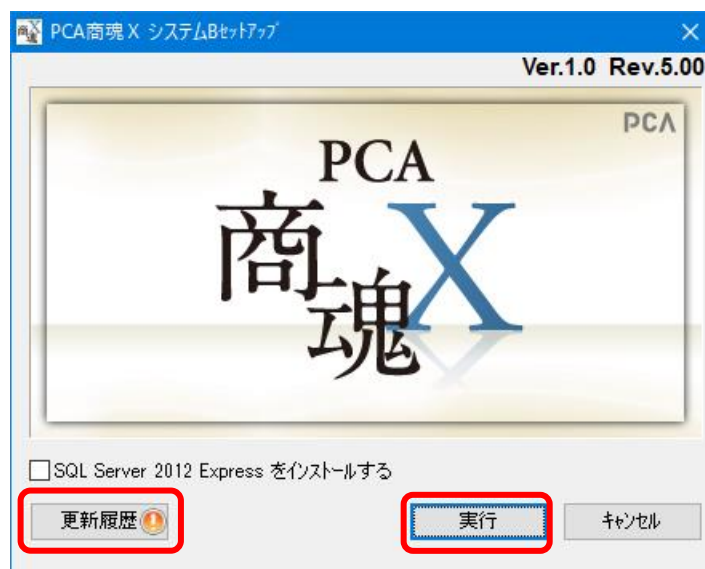 PCA商魂X システムBｾｯﾄｱｯﾌﾟ
Ver.1.0 Rev.5.00
PCA
PCA
商魂X
SQL Server 2012 Express をｲﾝｽﾄｰﾙする
更新履歴
実行
ｷｬﾝｾﾙ